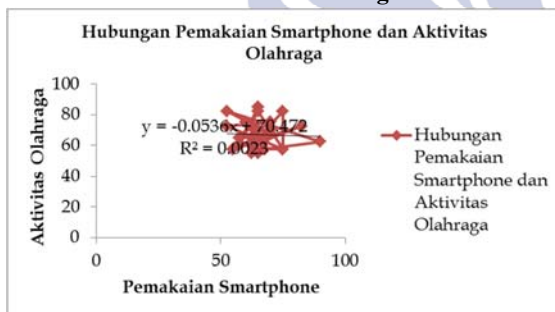 Hubungan Pemakaian Smartphone dan Aktivitas
Olahraga
Aktivitas Olahraga
100
80
60
40
20
0
y = -0.0536x + 70.472
R² = 0.0023
0
50
100
Pemakaian Smartphone
Hubungan
Pemakaian
Smartphone dan
Aktivitas
Olahraga